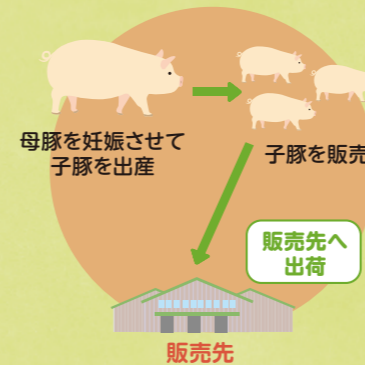 母豚を妊娠させて
子豚を出産
子豚を販売
販売先へ
出荷
販売先